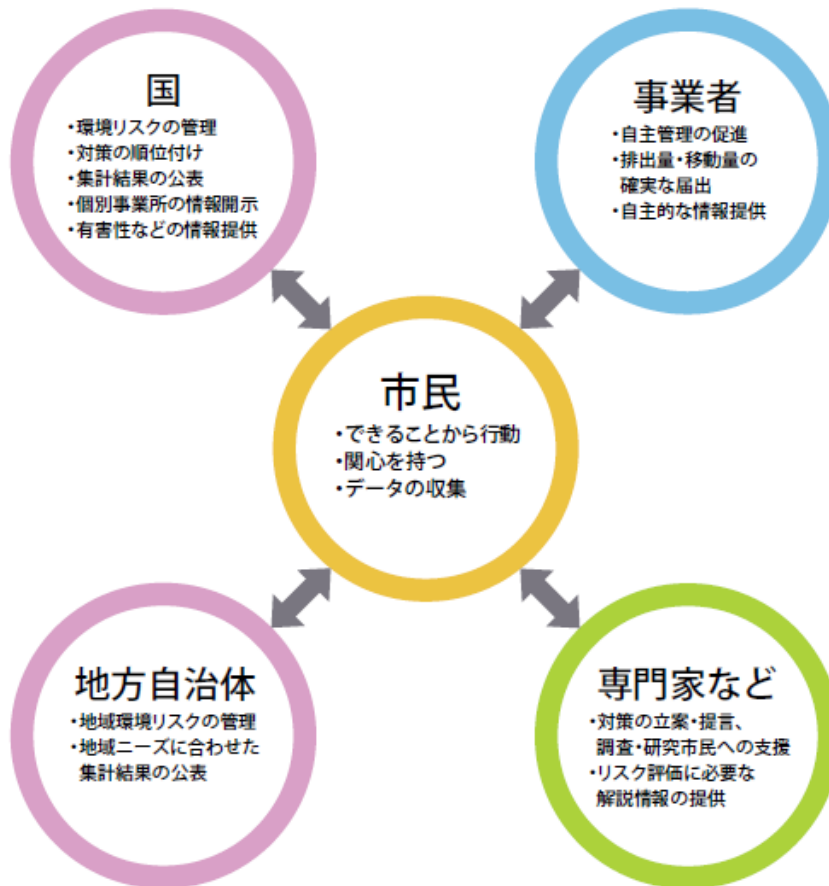 国
・環境リスクの管理
・対策の順位付け
・集計結果の公表
・個別事業所の情報開示
・有害性などの情報提供
事業者
・自主管理の促進
・排出量・移動量の
確実な届出
・自主的な情報提供
市民
・できることから行動
・関心を持つ
・データの収集
地方自治体
・地域環境リスクの管理
・地域ニーズに合わせた
集計結果の公表
専門家など
・対策の立案・提言、
調査・研究市民への支援
・リスク評価に必要な
解説情報の提供